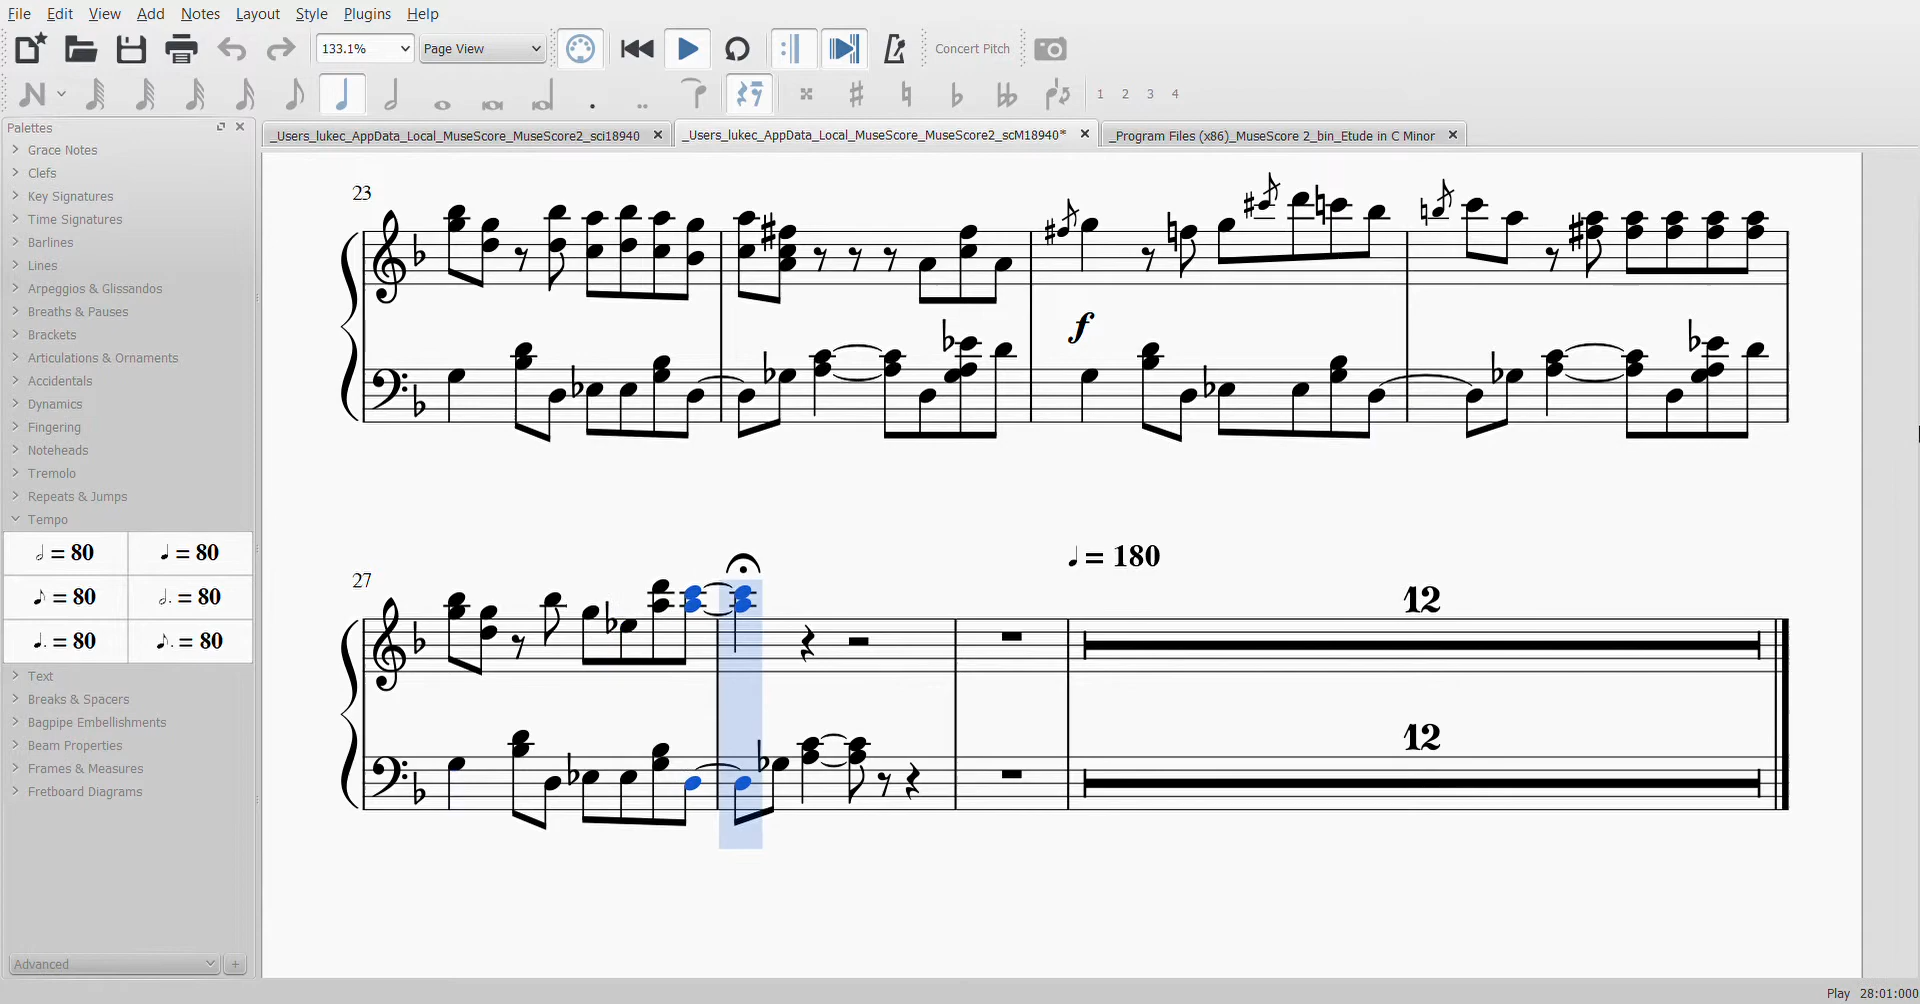 File Edit View Add Notes Layout Style Plugins Help
133.1% Page View Concert Pitch
1 2 3 4
Palettes
_Users_lukec_AppData_Local_MuseScore_MuseScore2_sci18940
_Users_lukec_AppData_Local_MuseScore_MuseScore2_scM18940*
_Program Files (x86)_MuseScore 2_bin_Etude in C Minor
Grace Notes
Clefs
Key Signatures
Time Signatures
Barlines
Lines
Arpeggios & Glissandos
Breaths & Pauses
Brackets
Articulations & Ornaments
Accidentals
Dynamics
Fingering
Noteheads
Tremolo
Repeats & Jumps
Tempo
= 80 = 80
= 80 = 80
= 80 = 80
Text
Breaks & Spacers
Bagpipe Embellishments
Beam Properties
Frames & Measures
Fretboard Diagrams
Advanced +
23
f
27
= 180
12
12
Play 28:01:000